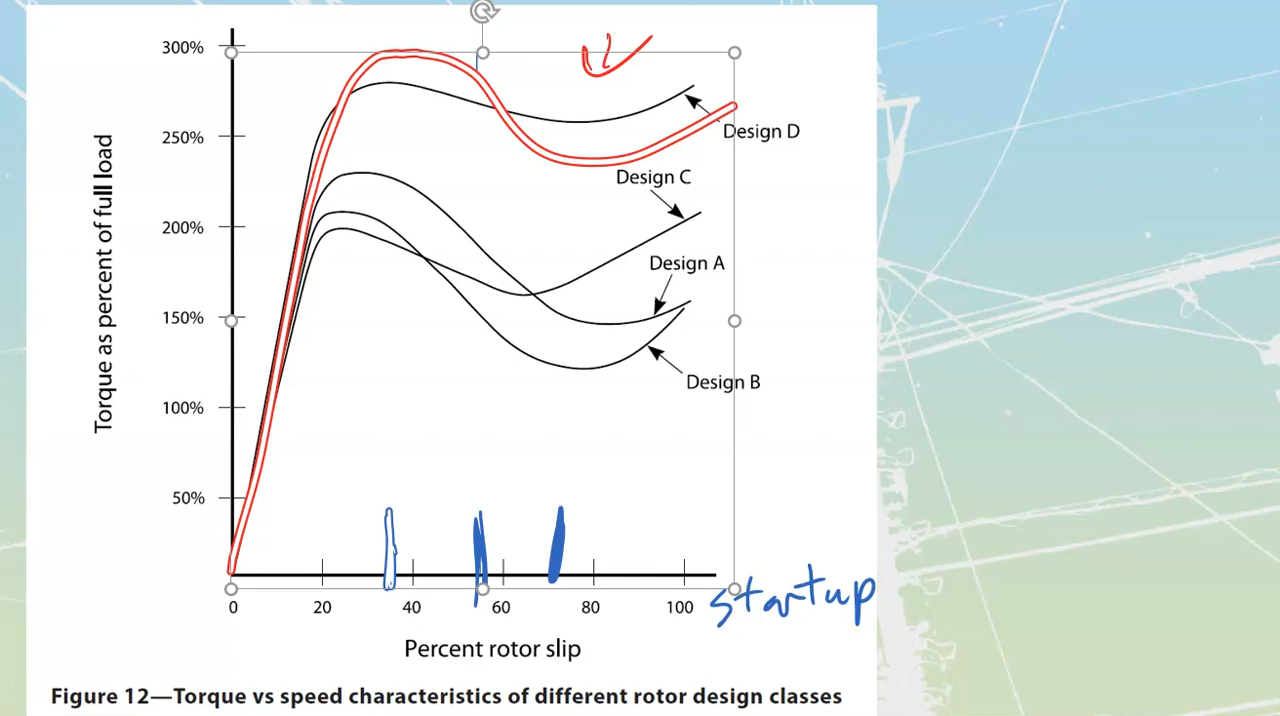 300%
250%
200%
150%
100%
50%
Torque as percent of full load
Design D
Design C
Design A
Design B
0 20 40 60 80 100
startup
Percent rotor slip
Figure 12—Torque vs speed characteristics of different rotor design classes